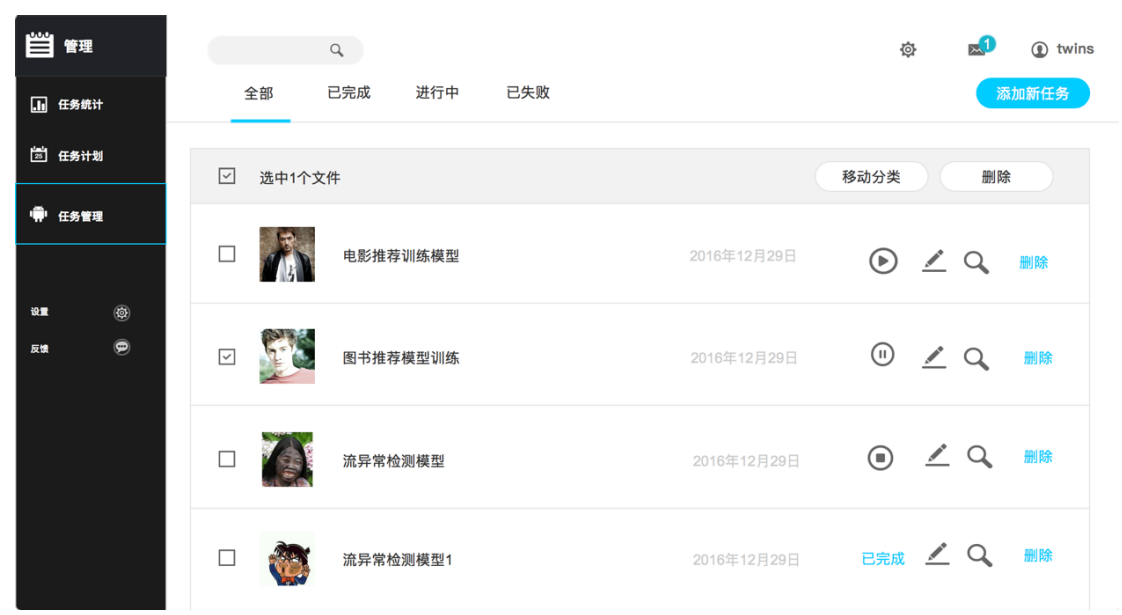 管理
twins
1
全部 已完成 进行中 已失败
添加新任务
任务统计
25
任务计划
任务管理
设置
反馈
选中1个文件 移动分类 删除
电影推荐训练模型 2016年12月29日 删除
图书推荐模型训练 2016年12月29日 删除
流异常检测模型 2016年12月29日 删除
流异常检测模型1 2016年12月29日 已完成 删除